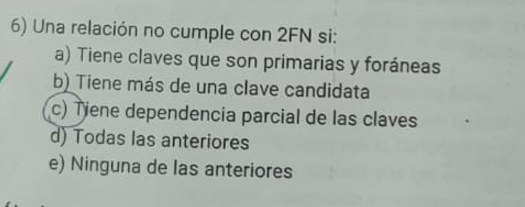 6) Una relación no cumple con 2FN si:
a) Tiene claves que son primarias y foráneas
b) Tiene más de una clave candidata
c) Tiene dependencia parcial de las claves
d) Todas las anteriores
e) Ninguna de las anteriores